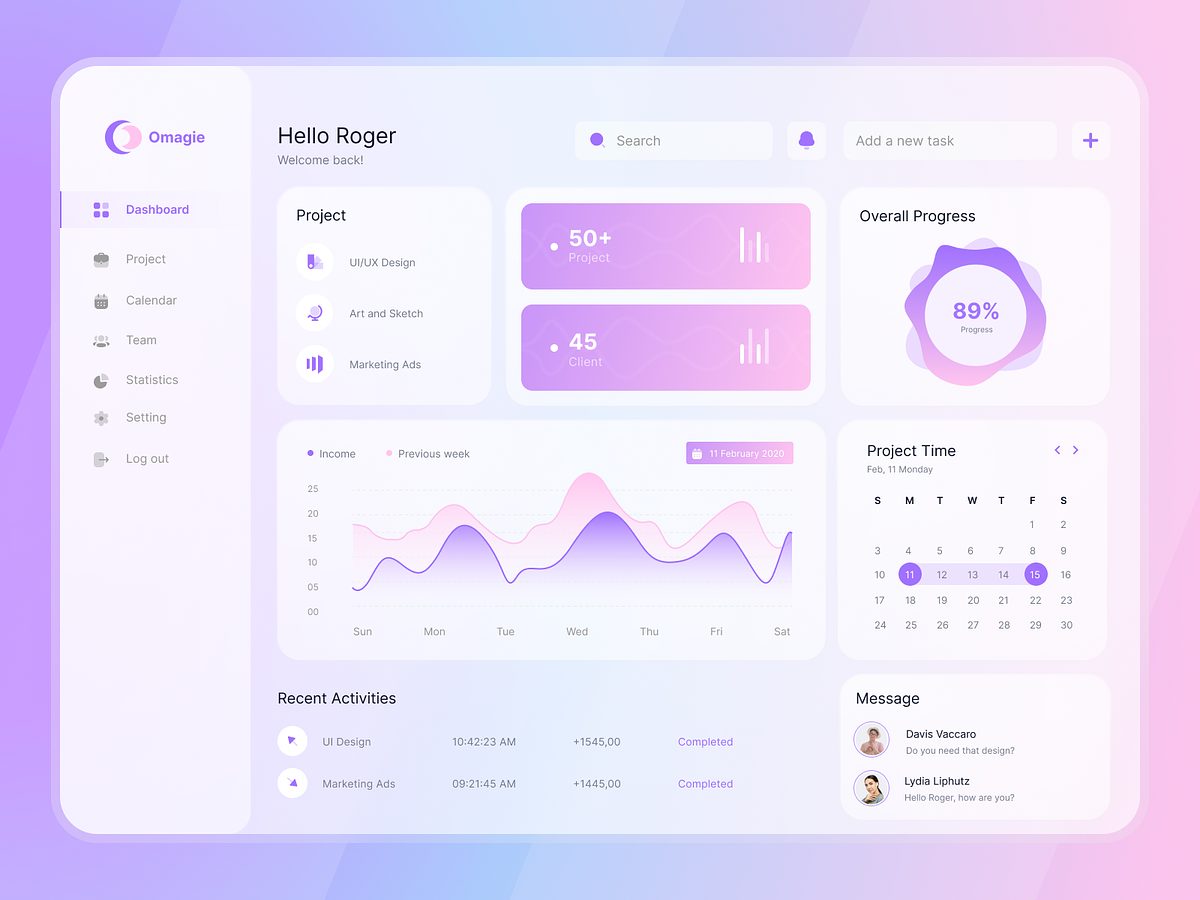 Omagie
Dashboard
Project
Calendar
Team
Statistics
Setting
Log out
Hello Roger
Welcome back!
Search
Add a new task
Project
UI/UX Design
Art and Sketch
Marketing Ads
50+
Project
45
Client
Overall Progress
89%
Progress
Income Previous week
11 February 2020
25
20
15
10
05
00
Sun Mon Tue Wed Thu Fri Sat
Project Time
Feb, 11 Monday
S M T W T F S
1 2
3 4 5 6 7 8 9
10 11 12 13 14 15 16
17 18 19 20 21 22 23
24 25 26 27 28 29 30
Recent Activities
UI Design 10:42:23 AM +1545,00 Completed
Marketing Ads 09:21:45 AM +1445,00 Completed
Message
Davis Vaccaro
Do you need that design?
Lydia Liphutz
Hello Roger, how are you?